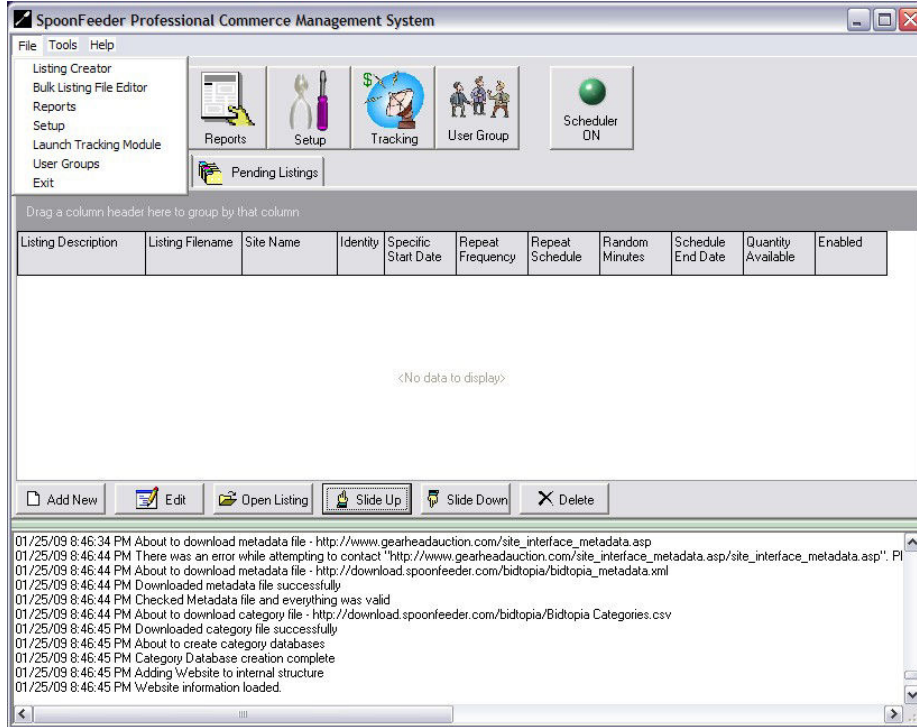 SpoonFeeder Professional Commerce Management System
File Tools Help
Listing Creator
Bulk Listing File Editor
Reports
Setup
Launch Tracking Module
User Groups
Exit
Reports
Setup
Tracking
User Group
Scheduler
ON
Pending Listings
Drag a column header here to group by that column
Listing Description
Listing Filename
Site Name
Identity
Specific
Start Date
Repeat
Frequency
Repeat
Schedule
Random
Minutes
Schedule
End Date
Quantity
Available
Enabled
<No data to display>
Add New
Edit
Open Listing
Slide Up
Slide Down
Delete
01/25/09 8:46:34 PM About to download metadata file - http://www.gearheadauction.com/site_interface_metadata.asp
01/25/09 8:46:44 PM There was an error while attempting to contact "http://www.gearheadauction.com/site_interface_metadata.asp/site_interface_metadata.asp". Pl
01/25/09 8:46:44 PM About to download metadata file - http://download.spoonfeeder.com/bidtopia/bidtopia_metadata.xml
01/25/09 8:46:44 PM Downloaded metadata file successfully
01/25/09 8:46:44 PM Checked Metadata file and everything was valid
01/25/09 8:46:44 PM About to download category file - http://download.spoonfeeder.com/bidtopia/Bidtopia Categories.csv
01/25/09 8:46:45 PM Downloaded category file successfully
01/25/09 8:46:45 PM About to create category databases
01/25/09 8:46:45 PM Category Database creation complete
01/25/09 8:46:45 PM Adding Website to internal structure
01/25/09 8:46:45 PM Website information loaded.